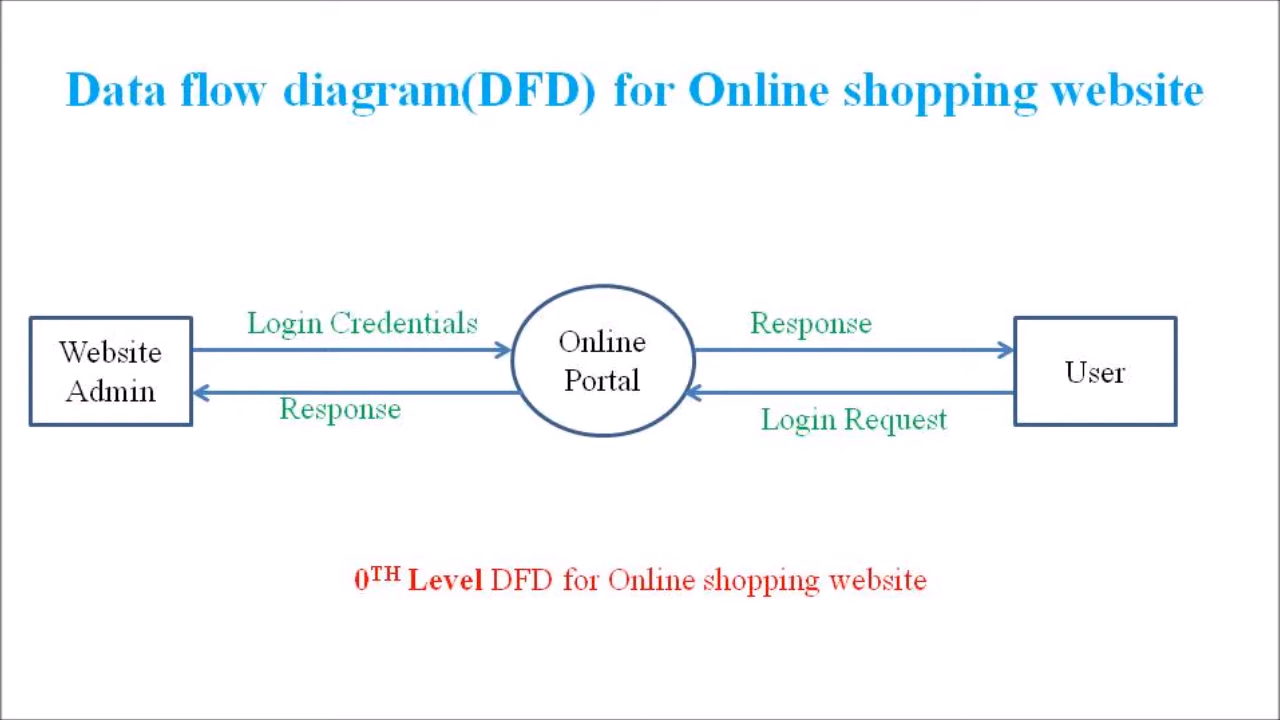 Data flow diagram(DFD) for Online shopping website
Login Credentials
Response
Online
Portal
Website
Admin
User
Response
Login Request
0TH Level DFD for Online shopping website